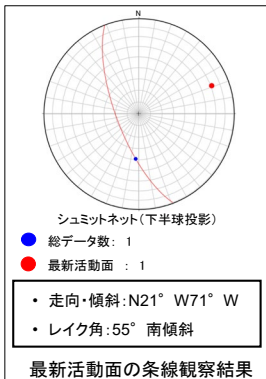 N
シュミットネット(下半球投影)
総データ数: 1
最新活動面 : 1
• 走向・傾斜:N21° W71° W
• レイク角:55° 南傾斜
最新活動面の条線観察結果